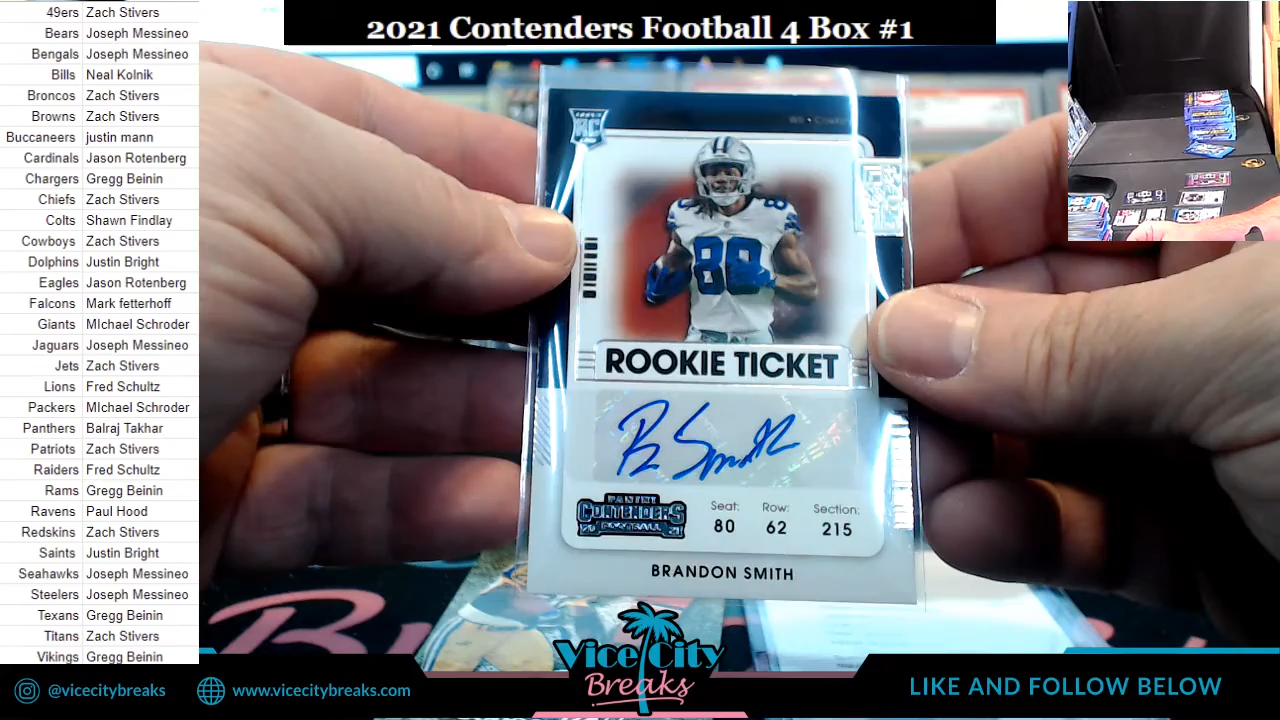 2021 Contenders Football 4 Box #1
49ers Zach Stivers
Bears Joseph Messineo
Bengals Joseph Messineo
Bills Neal Kolnik
Broncos Zach Stivers
Browns Zach Stivers
Buccaneers justin mann
Cardinals Jason Rotenberg
Chargers Gregg Beinin
Chiefs Zach Stivers
Colts Shawn Findlay
Cowboys Zach Stivers
Dolphins Justin Bright
Eagles Jason Rotenberg
Falcons Mark fetterhoff
Giants MIchael Schroder
Jaguars Joseph Messineo
Jets Zach Stivers
Lions Fred Schultz
Packers MIchael Schroder
Panthers Balraj Takhar
Patriots Zach Stivers
Raiders Fred Schultz
Rams Gregg Beinin
Ravens Paul Hood
Redskins Zach Stivers
Saints Justin Bright
Seahawks Joseph Messineo
Steelers Joseph Messineo
Texans Gregg Beinin
Titans Zach Stivers
Vikings Gregg Beinin
RC
80
ROOKIE TICKET
PANINI
CONTENDERS
FOOTBALL
Seat: Row: Section:
80 62 215
BRANDON SMITH
Vice City
Breaks
@vicecitybreaks
www.vicecitybreaks.com
LIKE AND FOLLOW BELOW